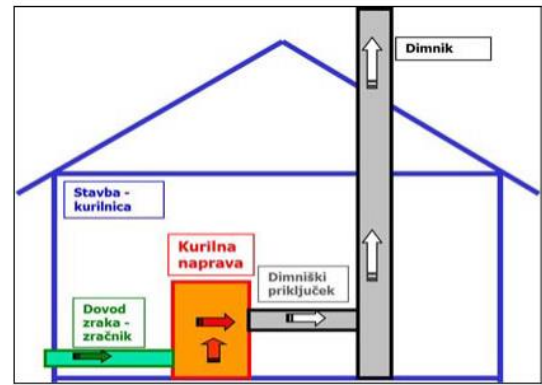 Dimnik
Stavba -
kurilnica
Kurilna
naprava
Dimniški
priključek
Dovod
zraka -
zračnik